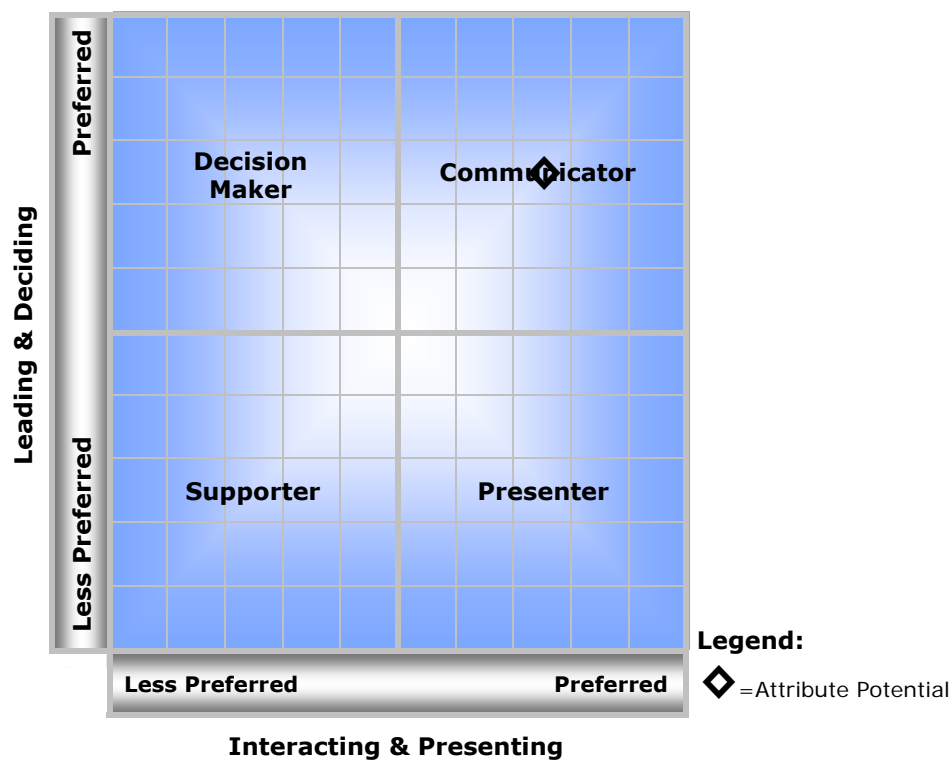 Preferred
Decision
Maker
Communicator
Leading & Deciding
Less Preferred
Supporter
Presenter
Legend:
=Attribute Potential
Less Preferred
Preferred
Interacting & Presenting